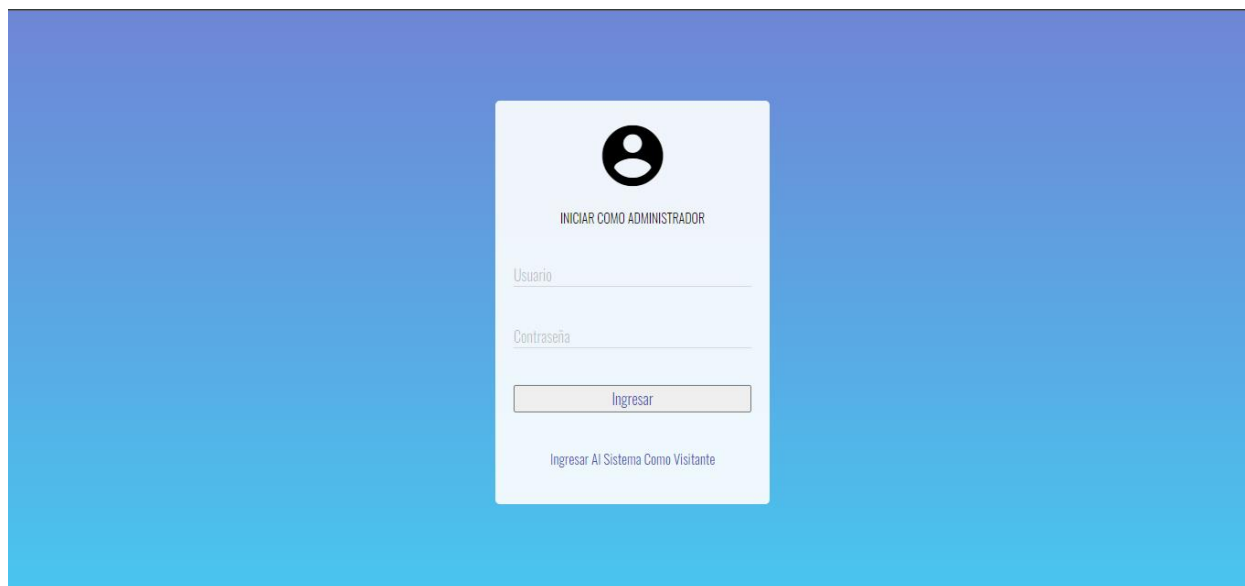 INICIAR COMO ADMINISTRADOR
Usuario
Contraseña
Ingresar
Ingresar Al Sistema Como Visitante